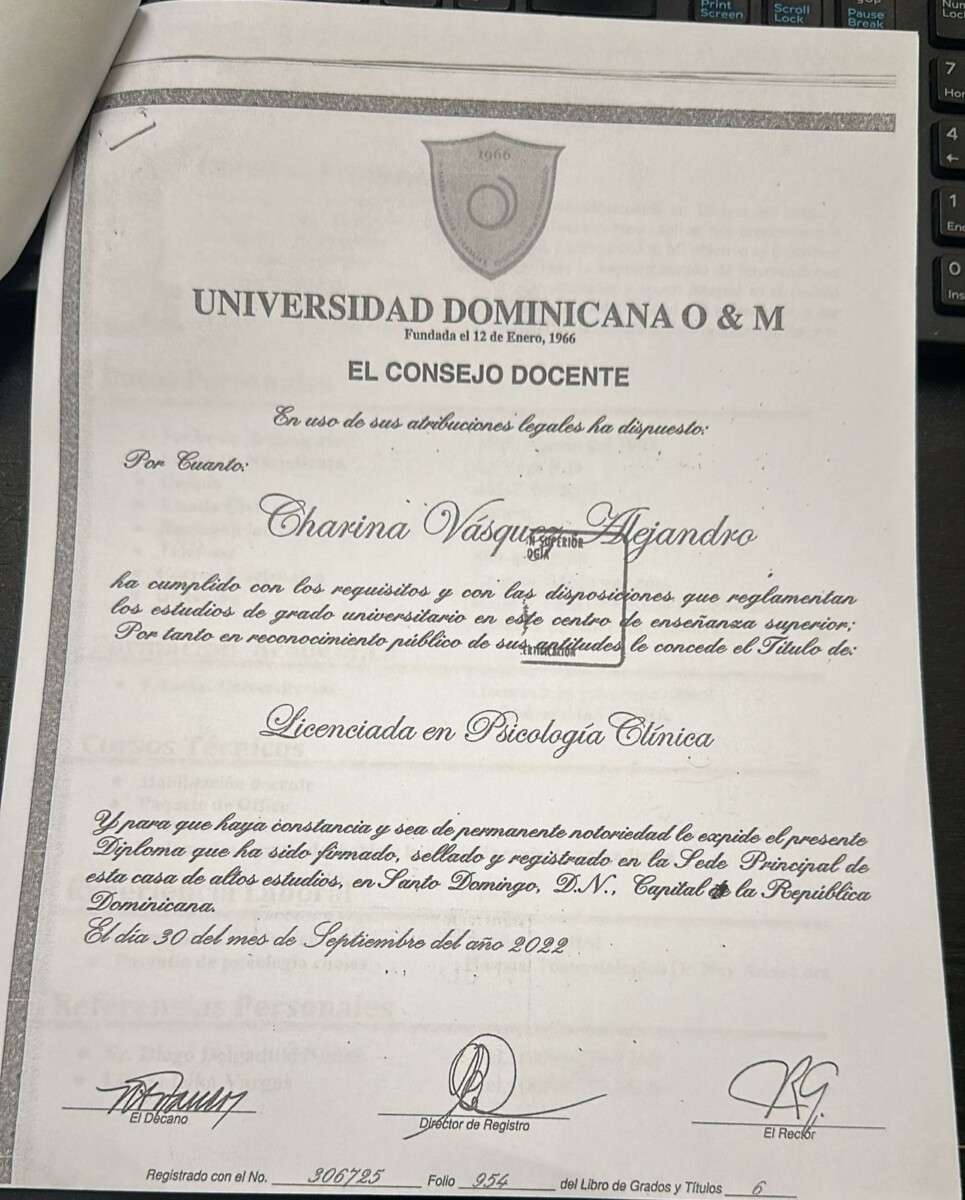 Print
Screen
Scroll
Lock
Pause
Break
7
4
1
0
Ins
1966
UNIVERSIDAD DOMINICANA O & M
Fundada el 12 de Enero, 1966
EL CONSEJO DOCENTE
En uso de sus atribuciones legales ha dispuesto:
Por Cuanto:
Charina Vásquez Alejandro
N SUPERIOR
OGÍA
ha cumplido con los requisitos y con las disposiciones que reglamentan
los estudios de grado universitario en este centro de enseñanza superior;
Por tanto en reconocimiento público de sus aptitudes le concede el Título de:
Licenciada en Psicología Clínica
Y para que haya constancia y sea de permanente notoriedad le expide el presente
Diploma que ha sido firmado, sellado y registrado en la Sede Principal de
esta casa de altos estudios, en Santo Domingo, D.N., Capital de la República
Dominicana.
El día 30 del mes de Septiembre del año 2022
El Decano
Director de Registro
El Rector
Registrado con el No. 306725 Folio 954 del Libro de Grados y Títulos 6